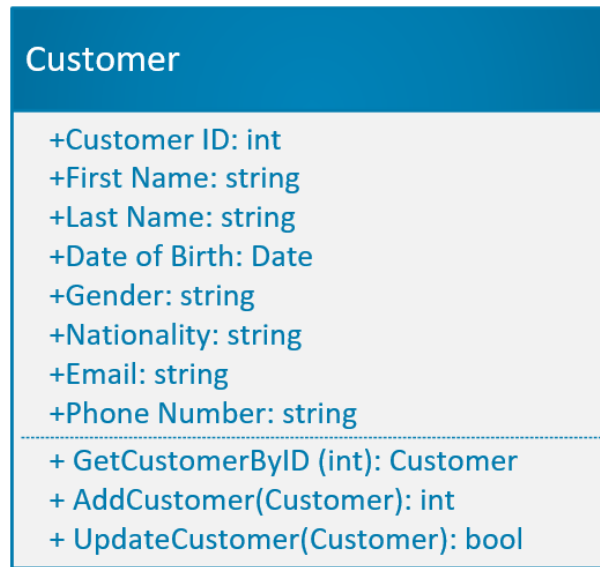 Customer
+Customer ID: int
+First Name: string
+Last Name: string
+Date of Birth: Date
+Gender: string
+Nationality: string
+Email: string
+Phone Number: string
+ GetCustomerByID (int): Customer
+ AddCustomer(Customer): int
+ UpdateCustomer(Customer): bool